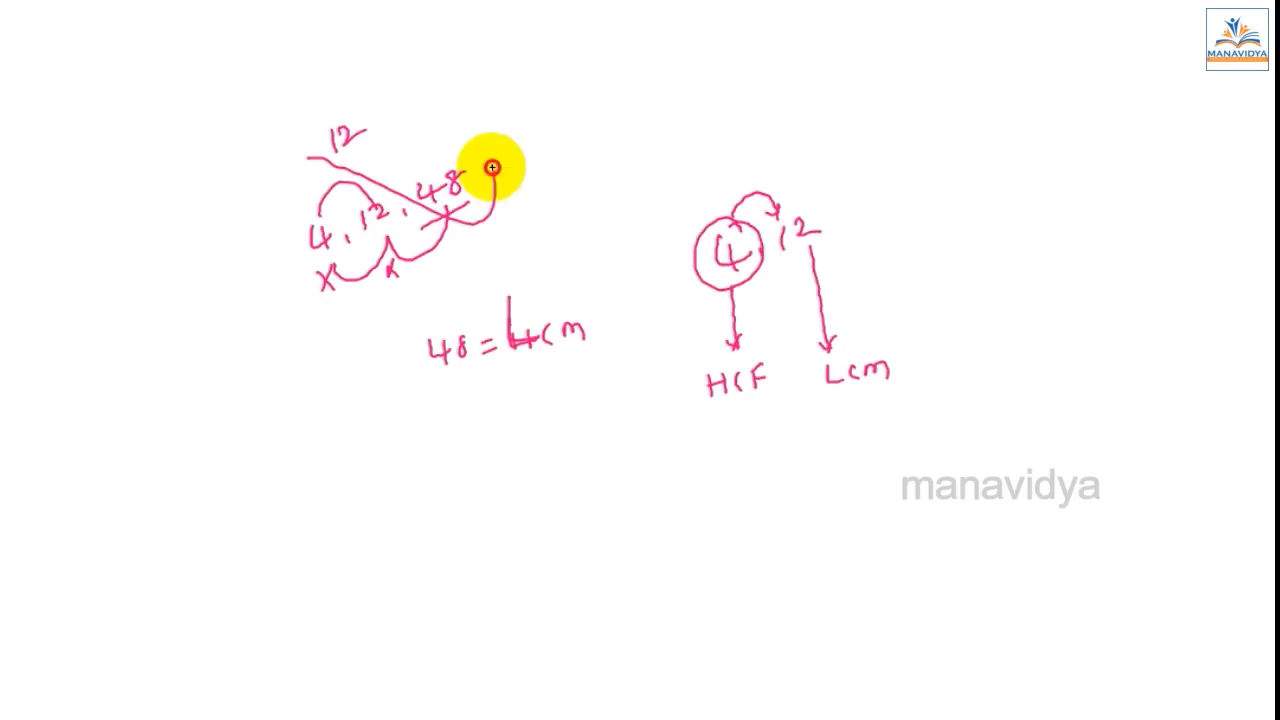 MANAVIDYA
12
4, 12, 48
x x
48 = LCM
4 12
HCF LCM
manavidya